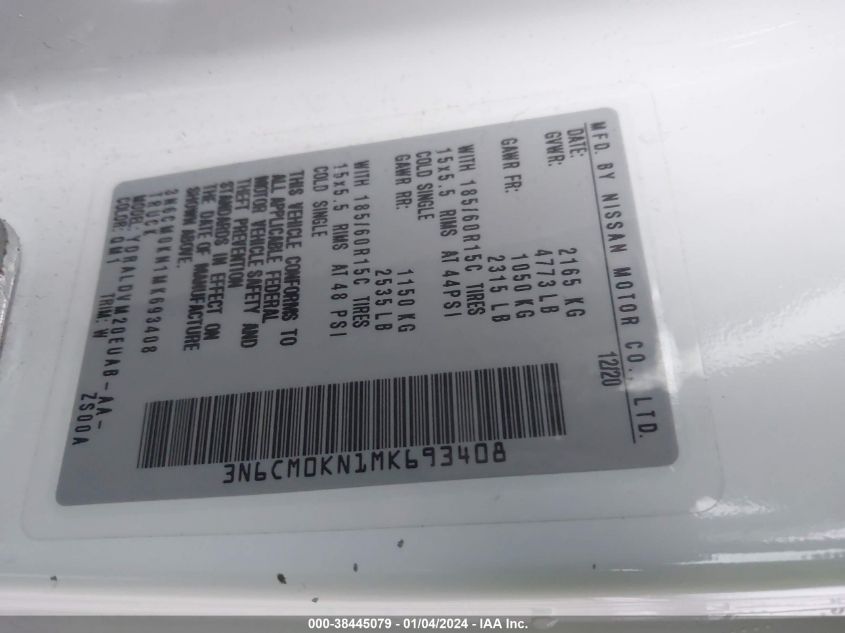 MFD. BY NISSAN MOTOR CO., LTD.
DATE: 12/20
GVWR: 2165 KG
4773 LB
GAWR FR: 1050 KG
2315 LB
WITH 185/60R15C TIRES
15x5.5 RIMS AT 44PSI
COLD SINGLE
GAWR RR: 1150 KG
2535 LB
WITH 185/60R15C TIRES
15x5.5 RIMS AT 48 PSI
COLD SINGLE
THIS VEHICLE CONFORMS TO
ALL APPLICABLE FEDERAL
MOTOR VEHICLE SAFETY AND
THEFT PREVENTION
STANDARDS IN EFFECT ON
THE DATE OF MANUFACTURE
SHOWN ABOVE.
3N6CM0KN1MK693408
TRUCK
MODEL: YDRALDVM20EUAB-AA-
ZS00A
COLOR: QM1 TRIM: W
3N6CM0KN1MK693408
000-38445079 - 01/04/2024 - IAA Inc.